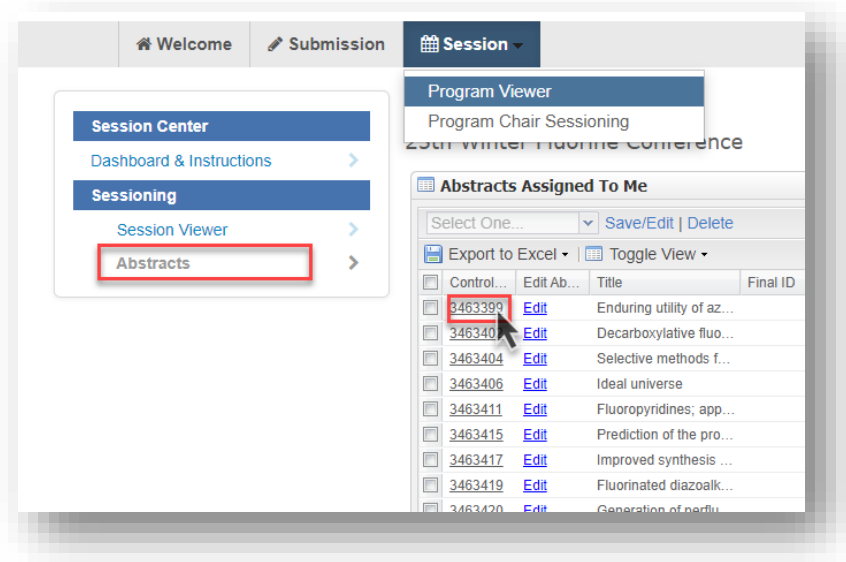 Welcome
Submission
Session
Program Viewer
Program Chair Sessioning
Session Center
Dashboard & Instructions
Sessioning
Session Viewer
Abstracts
25th Winter Fluorine Conference
Abstracts Assigned To Me
Select One... Save/Edit | Delete
Export to Excel | Toggle View
Control... Edit Ab... Title Final ID
3463399 Edit Enduring utility of az...
Edit Decarboxylative fluo...
3463404 Edit Selective methods f...
3463406 Edit Ideal universe
3463411 Edit Fluoropyridines; app...
3463415 Edit Prediction of the pro...
3463417 Edit Improved synthesis ...
3463419 Edit Fluorinated diazoalk...
3463420 Edit Generation of perflu...